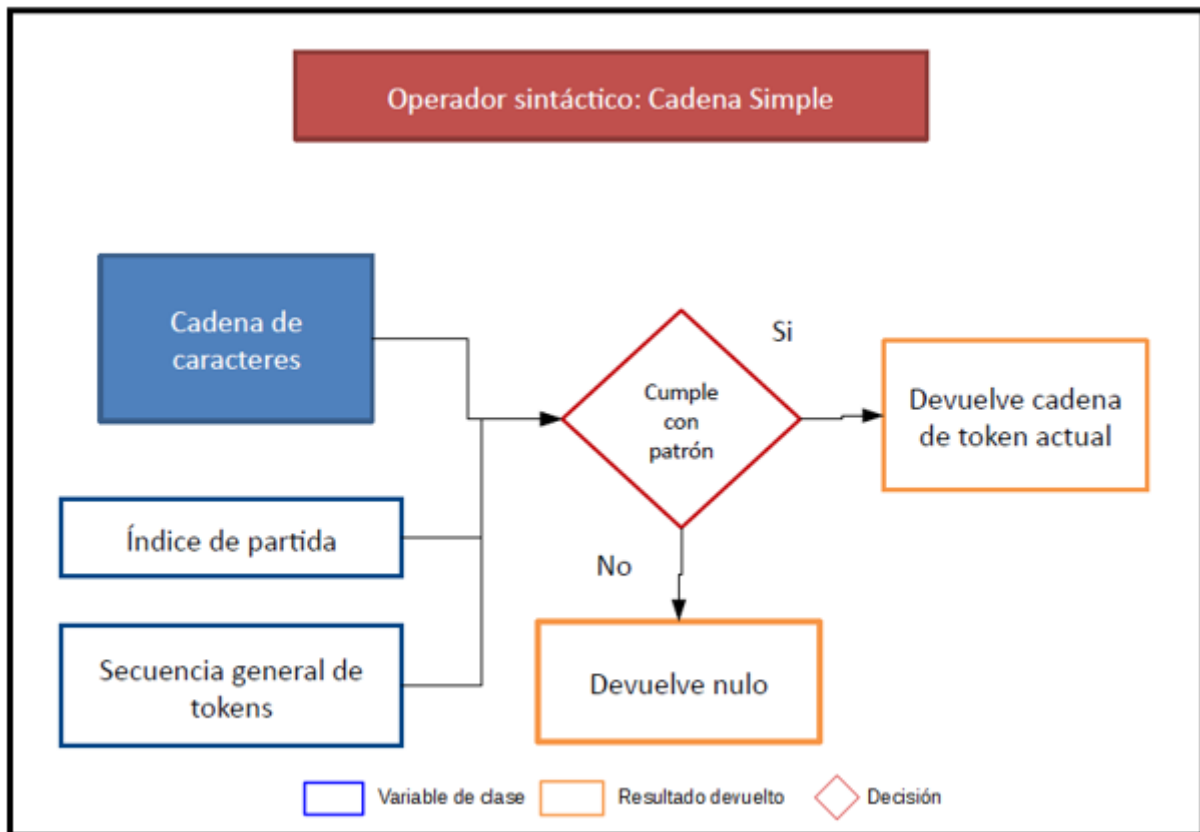 Operador sintáctico: Cadena Simple
Cadena de
caracteres
Si
Cumple
con
patrón
Devuelve cadena
de token actual
Índice de partida
No
Secuencia general de
tokens
Devuelve nulo
Variable de clase
Resultado devuelto
Decisión